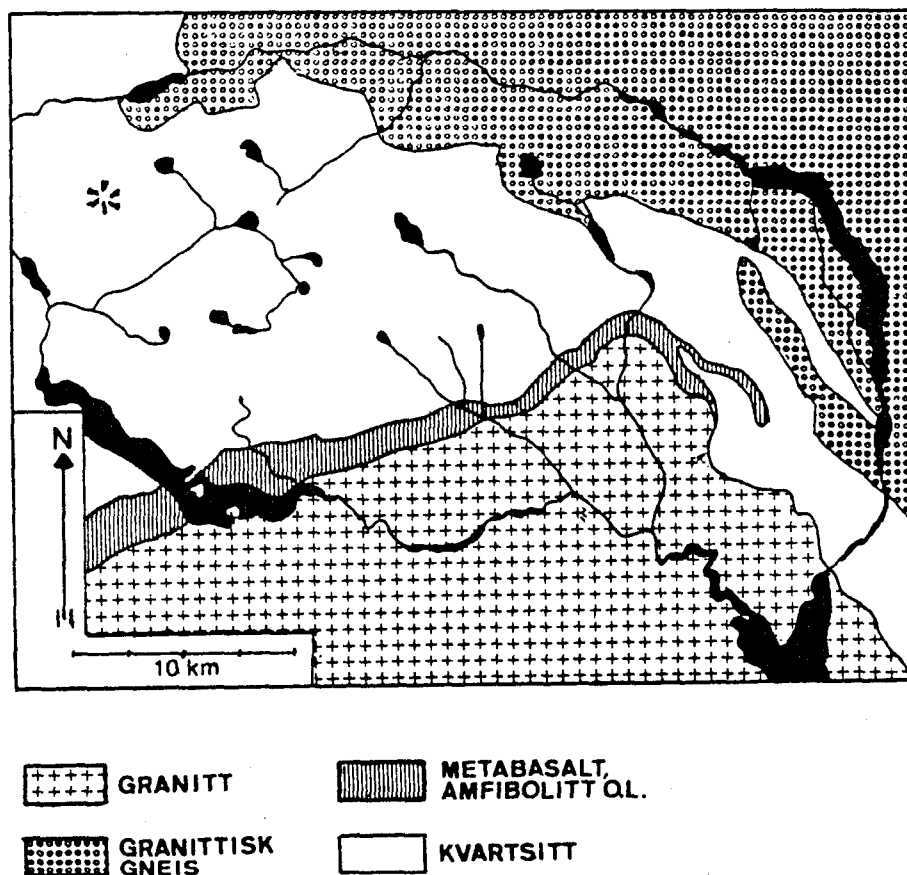 N
10 km
GRANITT
METABASALT,
AMFIBOLITT O.L.
GRANITTISK
GNEIS
KVARTSITT